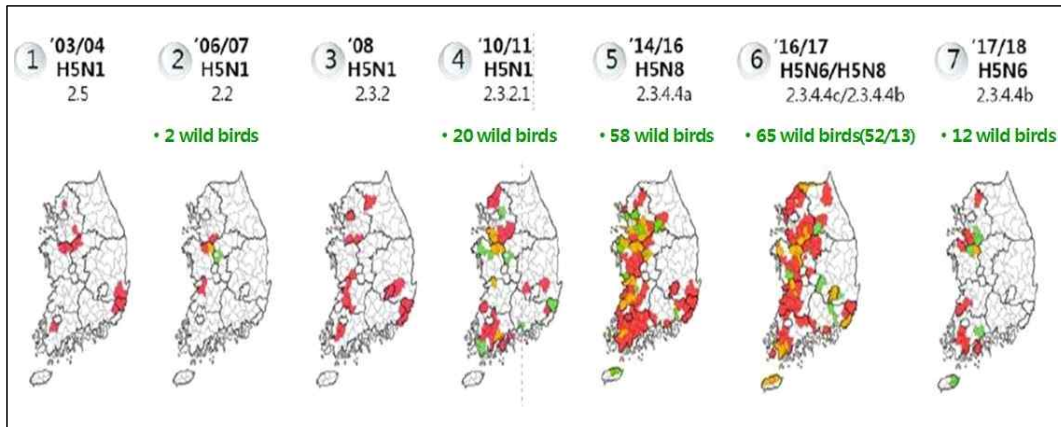 1 '03/04
H5N1
2.5
2 '06/07
H5N1
2.2
• 2 wild birds
3 '08
H5N1
2.3.2
4 '10/11
H5N1
2.3.2.1
• 20 wild birds
5 '14/16
H5N8
2.3.4.4a
• 58 wild birds
6 '16/17
H5N6/H5N8
2.3.4.4c/2.3.4.4b
• 65 wild birds(52/13)
7 '17/18
H5N6
2.3.4.4b
• 12 wild birds